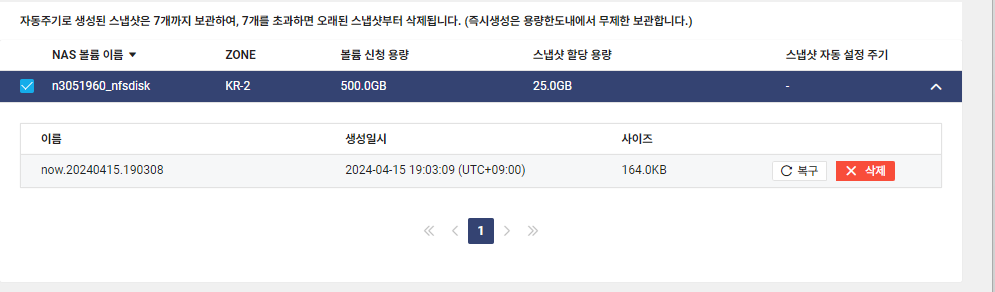 자동주기로 생성된 스냅샷은 7개까지 보관하여, 7개를 초과하면 오래된 스냅샷부터 삭제됩니다. (즉시생성은 용량한도내에서 무제한 보관합니다.)
NAS 볼륨 이름 ZONE 볼륨 신청 용량 스냅샷 할당 용량 스냅샷 자동 설정 주기
n3051960_nfsdisk KR-2 500.0GB 25.0GB -
이름 생성일시 사이즈
now.20240415.190308 2024-04-15 19:03:09 (UTC+09:00) 164.0KB 복구 삭제
1